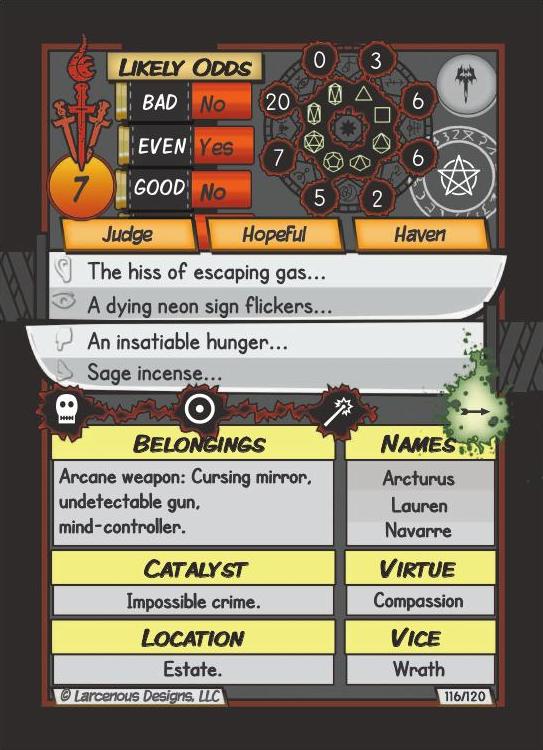 LIKELY ODDS
BAD No
EVEN Yes
GOOD No
7
0 3
20 6
7 6
5 2
Judge Hopeful Haven
The hiss of escaping gas...
A dying neon sign flickers...
An insatiable hunger...
Sage incense...
BELONGINGS
Arcane weapon: Cursing mirror,
undetectable gun,
mind-controller.
NAMES
Arcturus
Lauren
Navarre
CATALYST
Impossible crime.
VIRTUE
Compassion
LOCATION
Estate.
VICE
Wrath
© Larcenous Designs, LLC
116/120